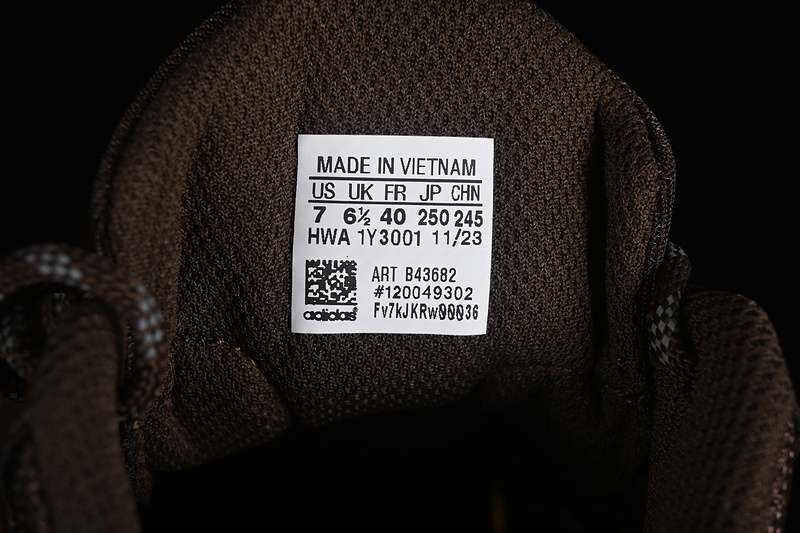 MADE IN VIETNAM
US UK FR JP CHN
7 6½ 40 250 245
HWA 1Y3001 11/23
ART B43682
#120049302
Fv7kJKRw00036
adidas